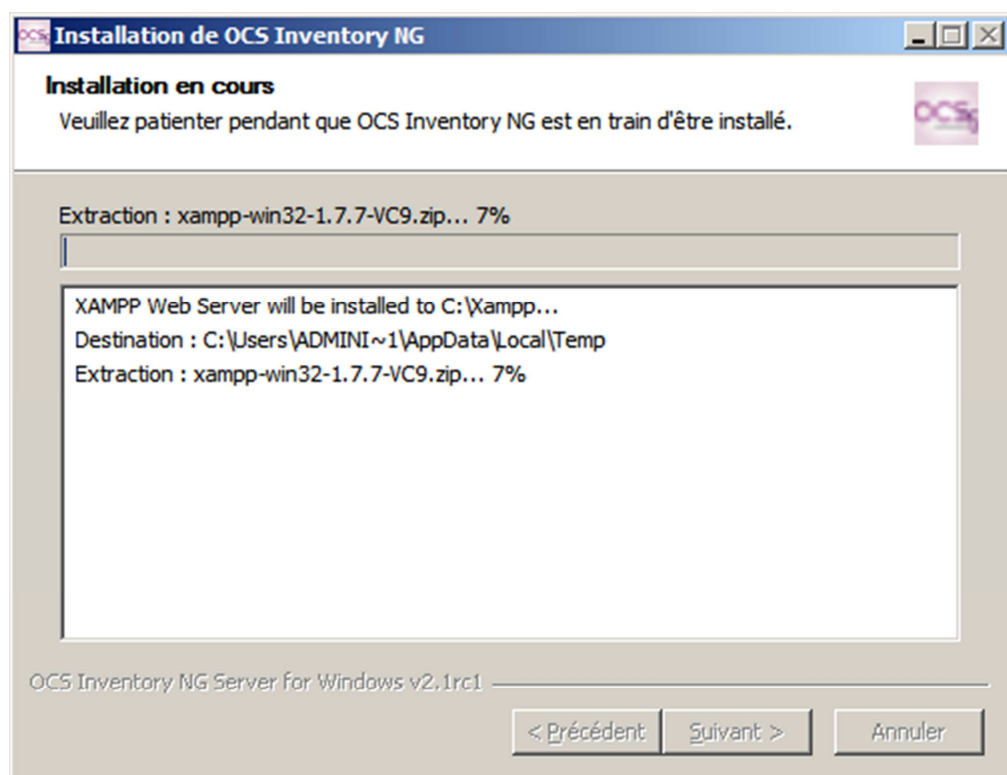 OCS
Installation de OCS Inventory NG
Installation en cours
Veuillez patienter pendant que OCS Inventory NG est en train d'être installé.
OCS
Extraction : xampp-win32-1.7.7-VC9.zip... 7%
XAMPP Web Server will be installed to C:\Xampp...
Destination : C:\Users\ADMINI~1\AppData\Local\Temp
Extraction : xampp-win32-1.7.7-VC9.zip... 7%
OCS Inventory NG Server for Windows v2.1rc1
< Précédent
Suivant >
Annuler